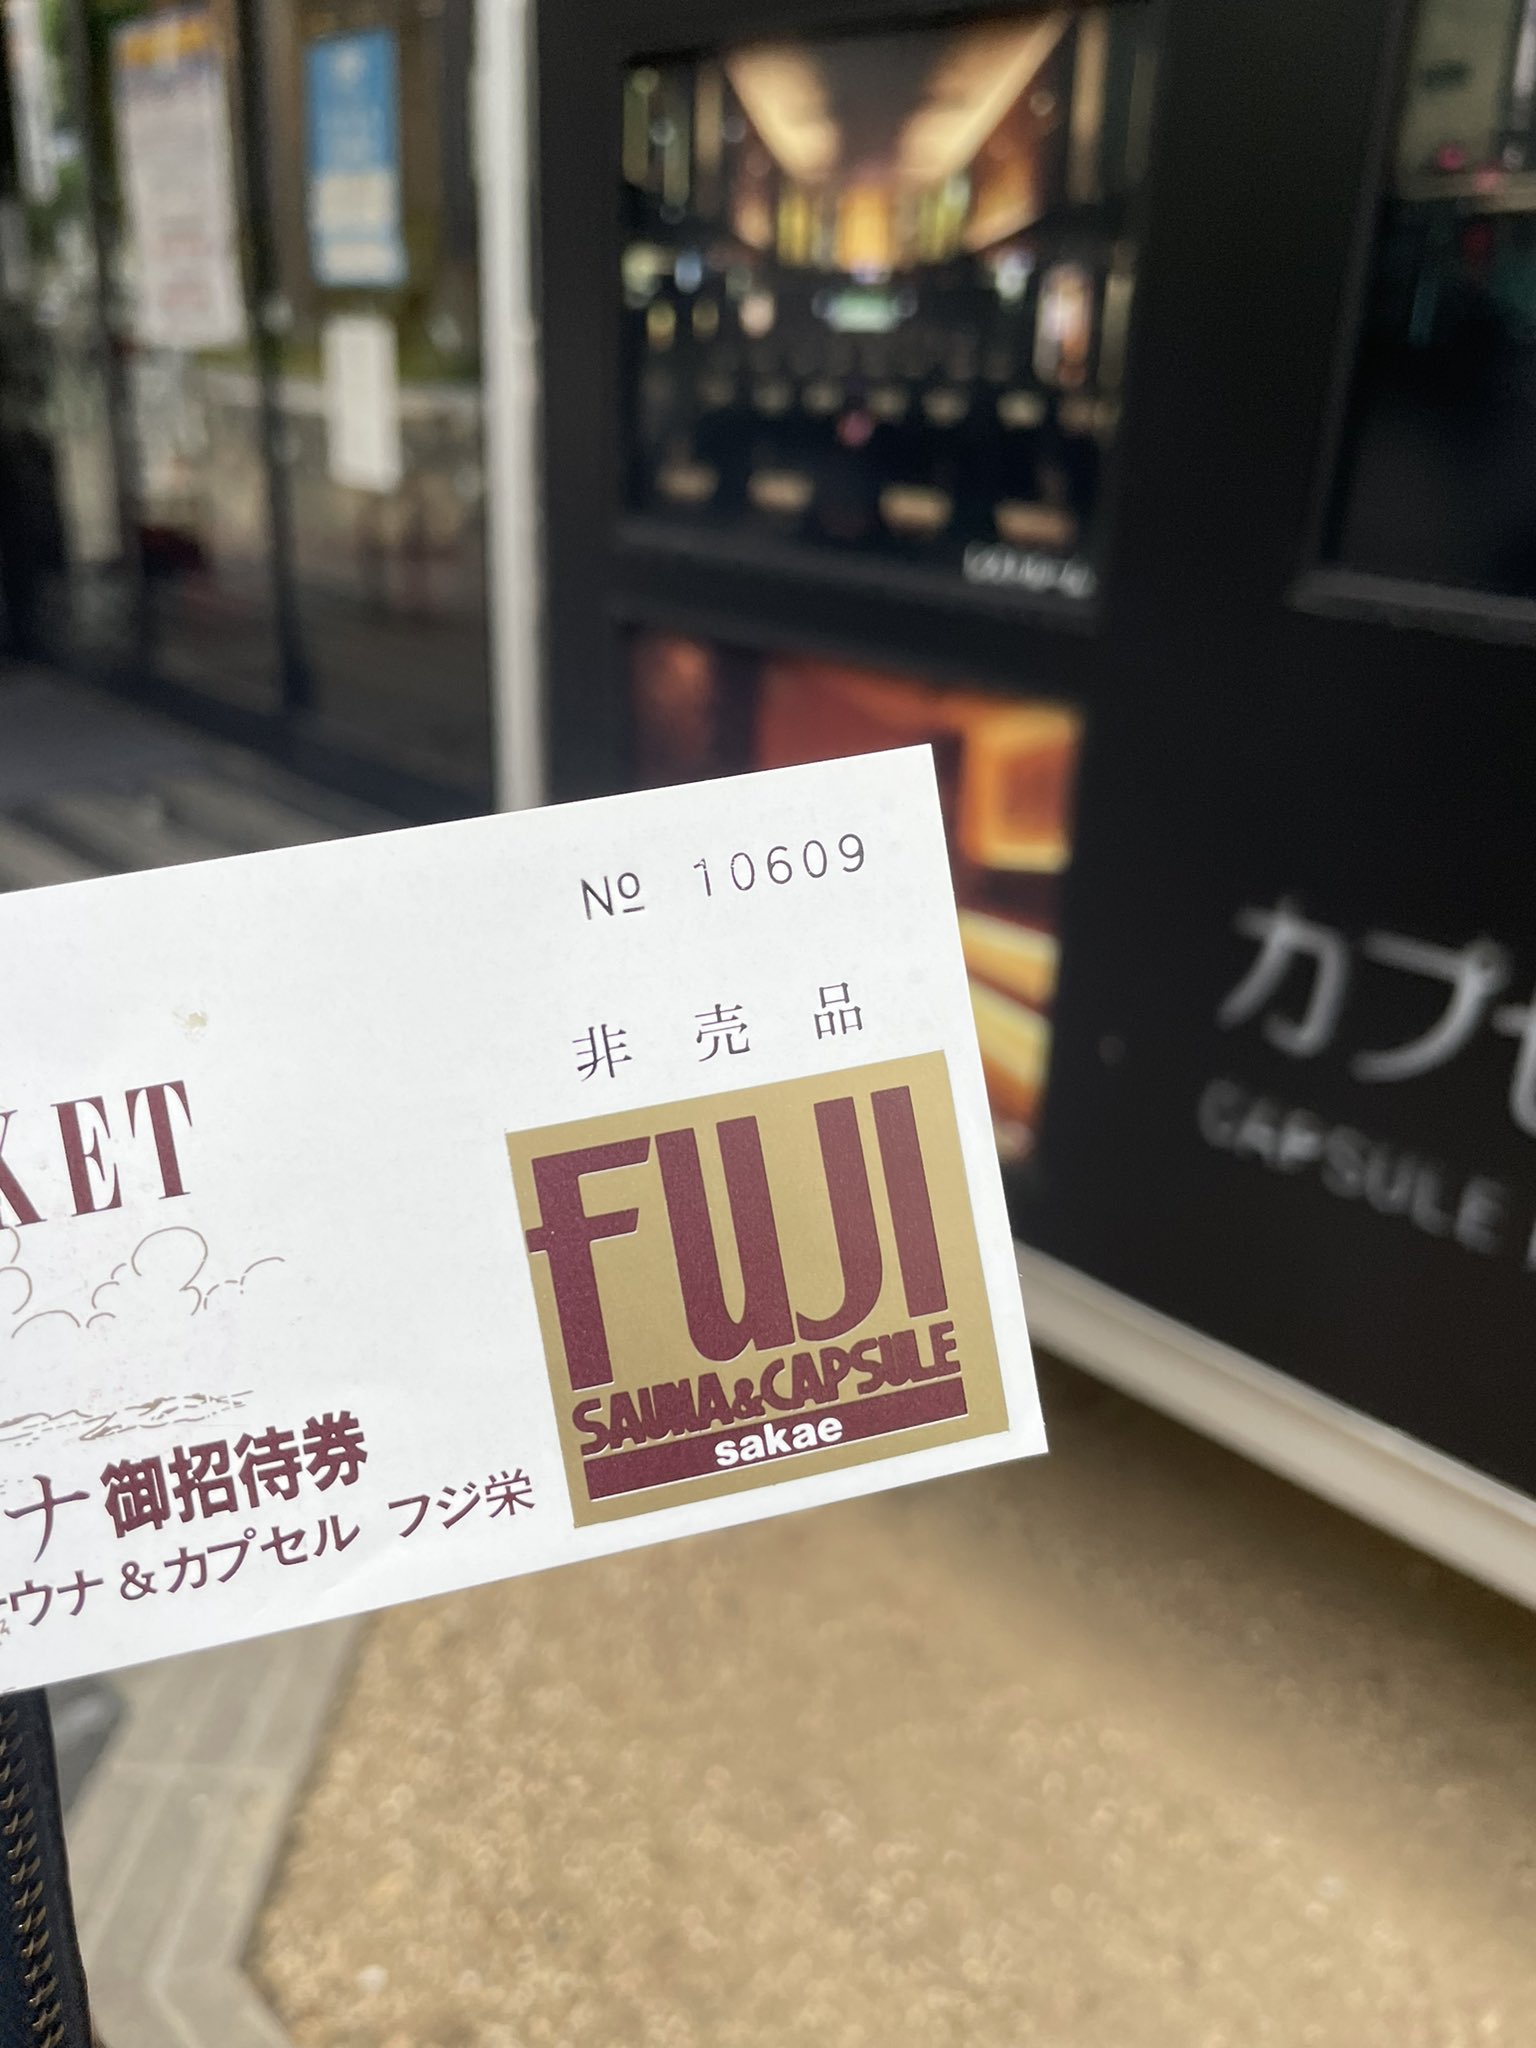 № 10609
非売品
KET
FUJI
SAUNA&CAPSULE
sakae
ナ御招待券
ウナ&カプセル フジ栄
カプセ
CAPSULE